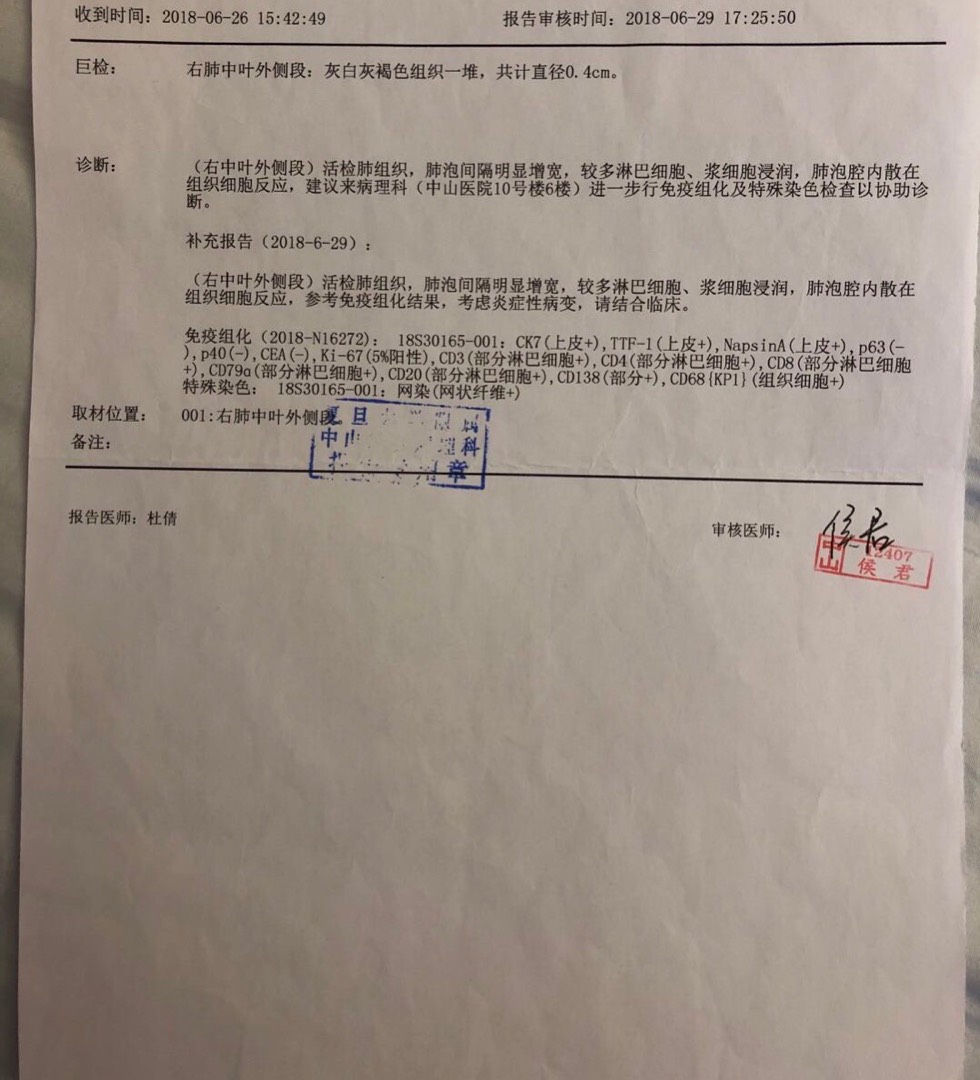 收到时间：2018-06-26 15:42:49 报告审核时间：2018-06-29 17:25:50
巨检： 右肺中叶外侧段：灰白灰褐色组织一堆，共计直径0.4cm。
诊断： （右中叶外侧段）活检肺组织，肺泡间隔明显增宽，较多淋巴细胞、浆细胞浸润，肺泡腔内散在
组织细胞反应，建议来病理科（中山医院10号楼6楼）进一步行免疫组化及特殊染色检查以协助诊
断。
补充报告（2018-6-29）：
（右中叶外侧段）活检肺组织，肺泡间隔明显增宽，较多淋巴细胞、浆细胞浸润，肺泡腔内散在
组织细胞反应，参考免疫组化结果，考虑炎症性病变，请结合临床。
免疫组化（2018-N16272）： 18S30165-001：CK7(上皮+),TTF-1(上皮+),NapsinA(上皮+),p63(-
),p40(-),CEA(-),Ki-67(5%阳性),CD3(部分淋巴细胞+),CD4(部分淋巴细胞+),CD8(部分淋巴细胞
+),CD79α(部分淋巴细胞+),CD20(部分淋巴细胞+),CD138(部分+),CD68{KP1}(组织细胞+)
特殊染色： 18S30165-001：网染(网状纤维+)
取材位置： 001:右肺中叶外侧段。
复旦
中山 理科
章
备注：
报告医师：杜倩 审核医师：
侯君
中山
12407
侯君